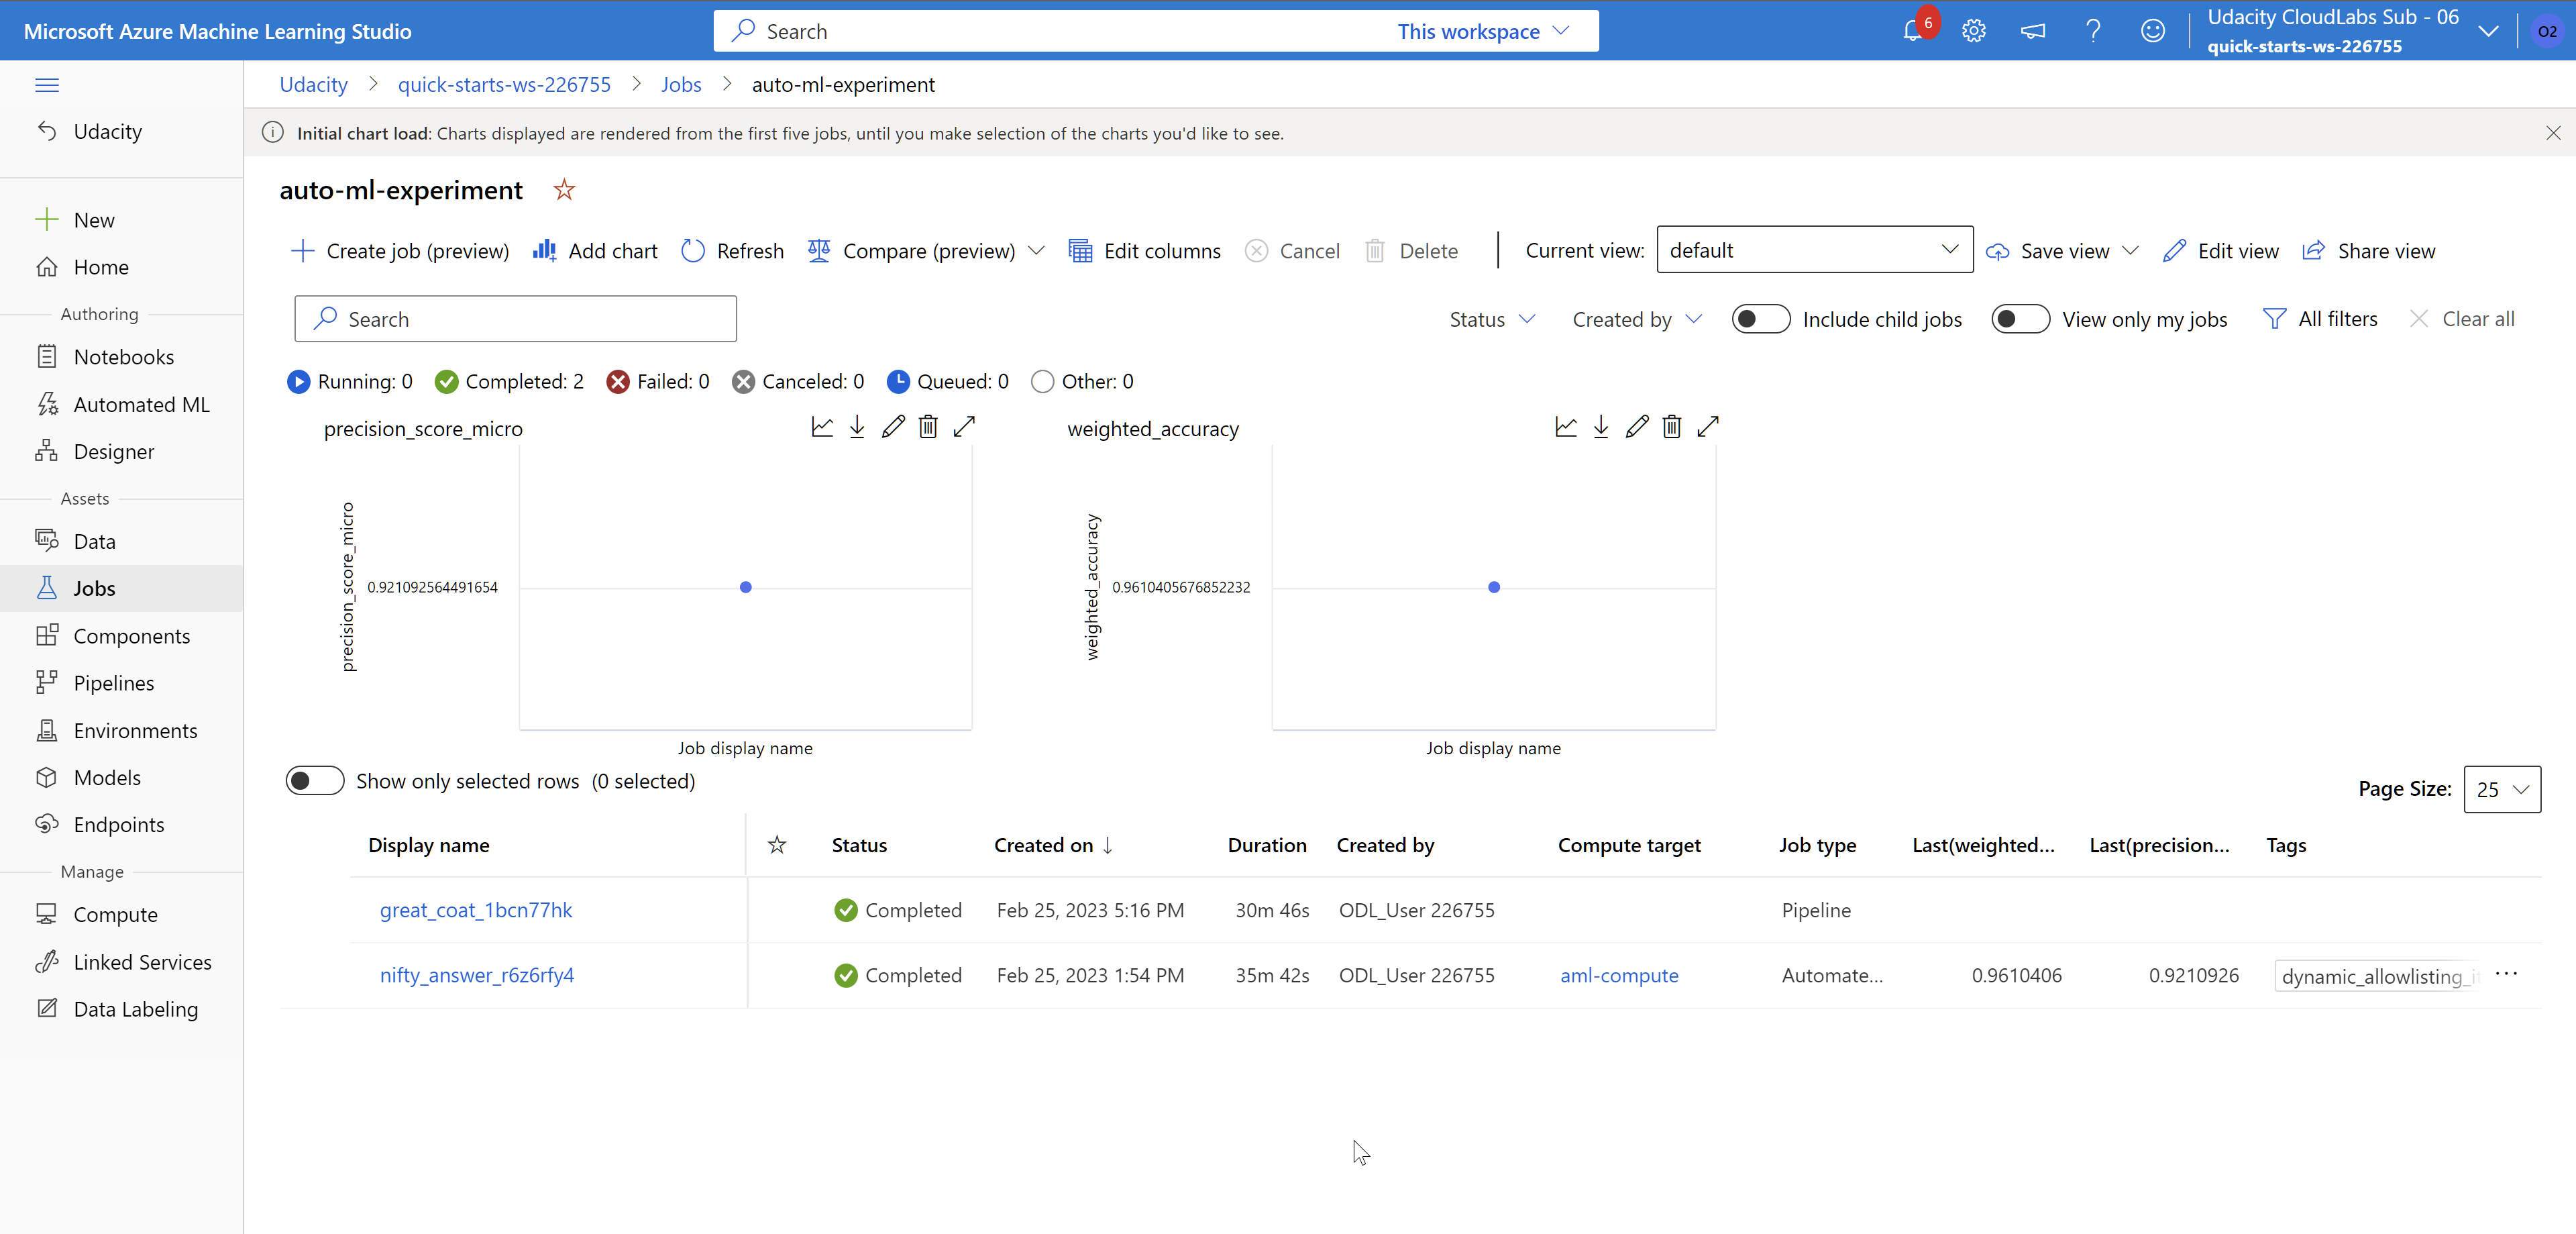 Microsoft Azure Machine Learning Studio
Search
This workspace
6
Udacity CloudLabs Sub - 06
quick-starts-ws-226755
O2
Udacity > quick-starts-ws-226755 > Jobs > auto-ml-experiment
Udacity
Initial chart load: Charts displayed are rendered from the first five jobs, until you make selection of the charts you'd like to see.
auto-ml-experiment
New
Home
Authoring
Notebooks
Automated ML
Designer
Assets
Data
Jobs
Components
Pipelines
Environments
Models
Endpoints
Manage
Compute
Linked Services
Data Labeling
Create job (preview) Add chart Refresh Compare (preview) Edit columns Cancel Delete Current view: default Save view Edit view Share view
Search
Status Created by Include child jobs View only my jobs All filters Clear all
Running: 0 Completed: 2 Failed: 0 Canceled: 0 Queued: 0 Other: 0
precision_score_micro
precision_score_micro
0.921092564491654
Job display name
weighted_accuracy
weighted_accuracy
0.9610405676852232
Job display name
Show only selected rows (0 selected)
Page Size: 25
Display name Status Created on Duration Created by Compute target Job type Last(weighted... Last(precision... Tags
great_coat_1bcn77hk Completed Feb 25, 2023 5:16 PM 30m 46s ODL_User 226755 Pipeline
nifty_answer_r6z6rfy4 Completed Feb 25, 2023 1:54 PM 35m 42s ODL_User 226755 aml-compute Automate... 0.9610406 0.9210926 dynamic_allowlisting_it ...